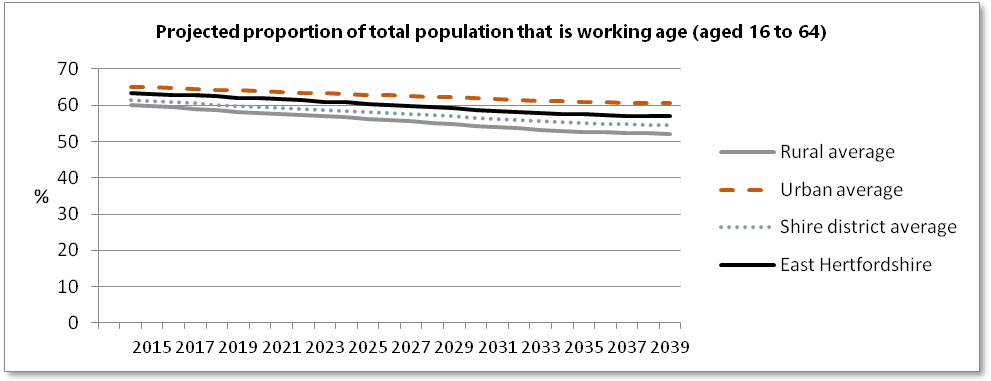 Projected proportion of total population that is working age (aged 16 to 64)
70
60
50
40
%
30
20
10
0
2015 2017 2019 2021 2023 2025 2027 2029 2031 2033 2035 2037 2039
Rural average
Urban average
Shire district average
East Hertfordshire